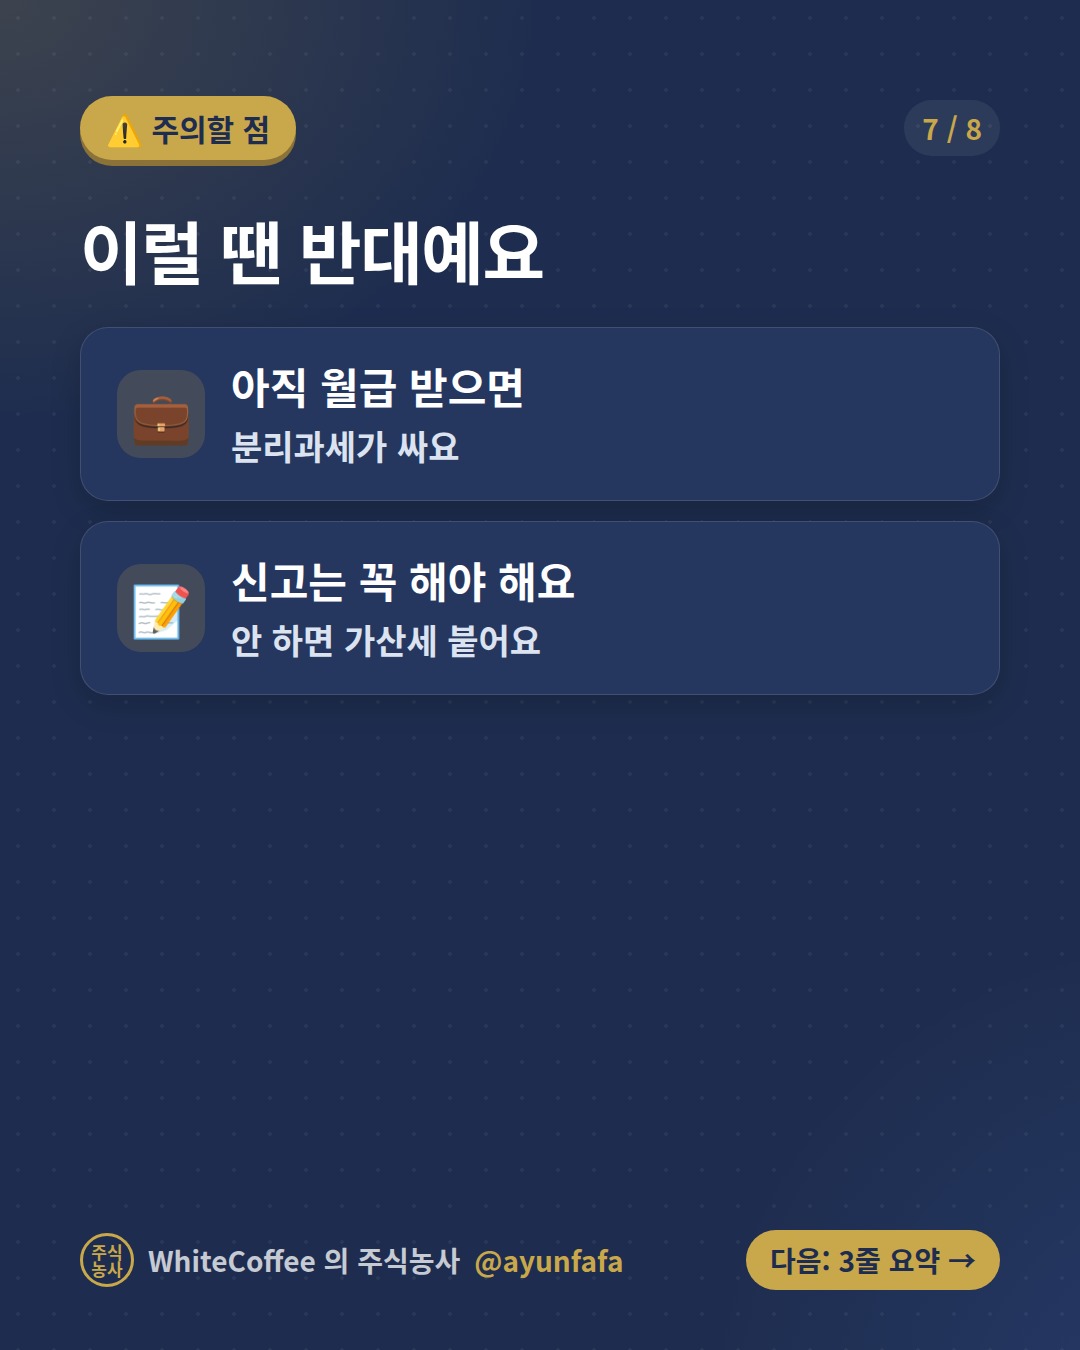 ⚠️ 주의할 점
7 / 8
이럴 땐 반대예요
아직 월급 받으면
분리과세가 싸요
신고는 꼭 해야 해요
안 하면 가산세 붙어요
주식
농사
WhiteCoffee 의 주식농사 @ayunfafa
다음: 3줄 요약 →